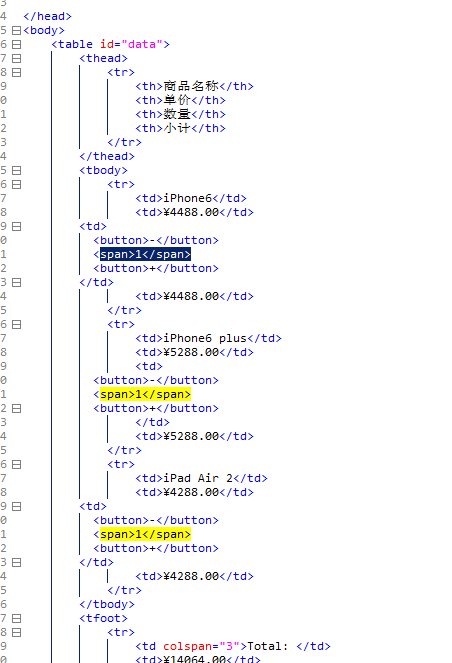 3
4 </head>
5 <body>
6 <table id="data">
7 <thead>
8 <tr>
9 <th>商品名称</th>
0 <th>单价</th>
1 <th>数量</th>
2 <th>小计</th>
3 </tr>
4 </thead>
5 <tbody>
6 <tr>
7 <td>iPhone6</td>
8 <td>¥4488.00</td>
9 <td>
0 <button>-</button>
1 <span>1</span>
2 <button>+</button>
3 </td>
4 <td>¥4488.00</td>
5 </tr>
6 <tr>
7 <td>iPhone6 plus</td>
8 <td>¥5288.00</td>
9 <td>
0 <button>-</button>
1 <span>1</span>
2 <button>+</button>
3 </td>
4 <td>¥5288.00</td>
5 </tr>
6 <tr>
7 <td>iPad Air 2</td>
8 <td>¥4288.00</td>
9 <td>
0 <button>-</button>
1 <span>1</span>
2 <button>+</button>
3 </td>
4 <td>¥4288.00</td>
5 </tr>
6 </tbody>
7 <tfoot>
8 <tr>
9 <td colspan="3">Total: </td>
0 <td>¥14064.00</td>